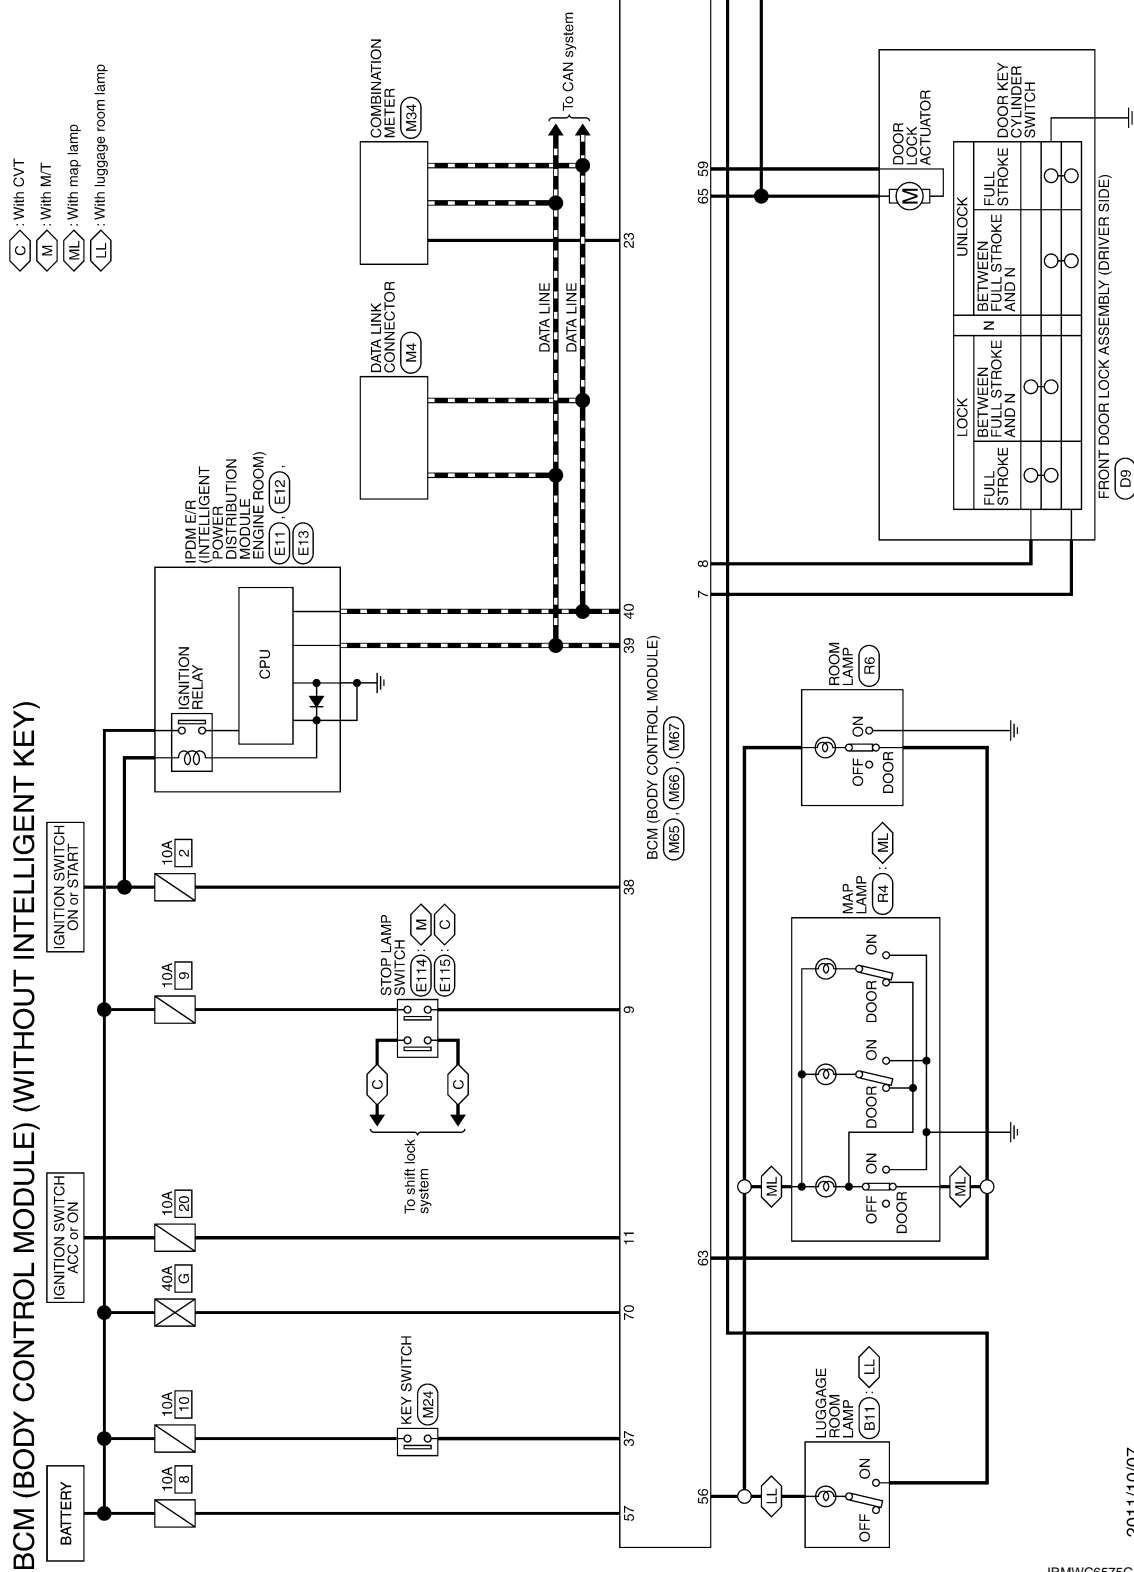 BCM (BODY CONTROL MODULE) (WITHOUT INTELLIGENT KEY)
C : With CVT
M : With M/T
ML : With map lamp
LL : With luggage room lamp
BATTERY
IGNITION SWITCH
ACC or ON
IGNITION SWITCH
ON or START
10A
8
10A
10
40A
G
10A
20
10A
9
10A
2
KEY SWITCH
M24
To shift lock
system
C
C
STOP LAMP
SWITCH
E114 : M
E115 : C
IGNITION
RELAY
CPU
IPDM E/R
(INTELLIGENT
POWER
DISTRIBUTION
MODULE
ENGINE ROOM)
E11 , E12 ,
E13
DATA LINK
CONNECTOR
M4
COMBINATION
METER
M34
DATA LINE
DATA LINE
To CAN system
57
37
70
11
9
38
39
40
23
BCM (BODY CONTROL MODULE)
M65 , M66 , M67
56
63
7
8
65
59
LL
OFF
ON
LUGGAGE
ROOM
LAMP
B11 : LL
ML
ML
OFF
ON
DOOR
DOOR
ON
DOOR
ON
MAP
LAMP
R4 : ML
OFF
ON
DOOR
ROOM
LAMP
R6
DOOR
LOCK
ACTUATOR
M
LOCK
N
UNLOCK
FULL
STROKE
BETWEEN
FULL STROKE
AND N
BETWEEN
FULL STROKE
AND N
FULL
STROKE
DOOR KEY
CYLINDER
SWITCH
FRONT DOOR LOCK ASSEMBLY (DRIVER SIDE)
D9
2011/10/07